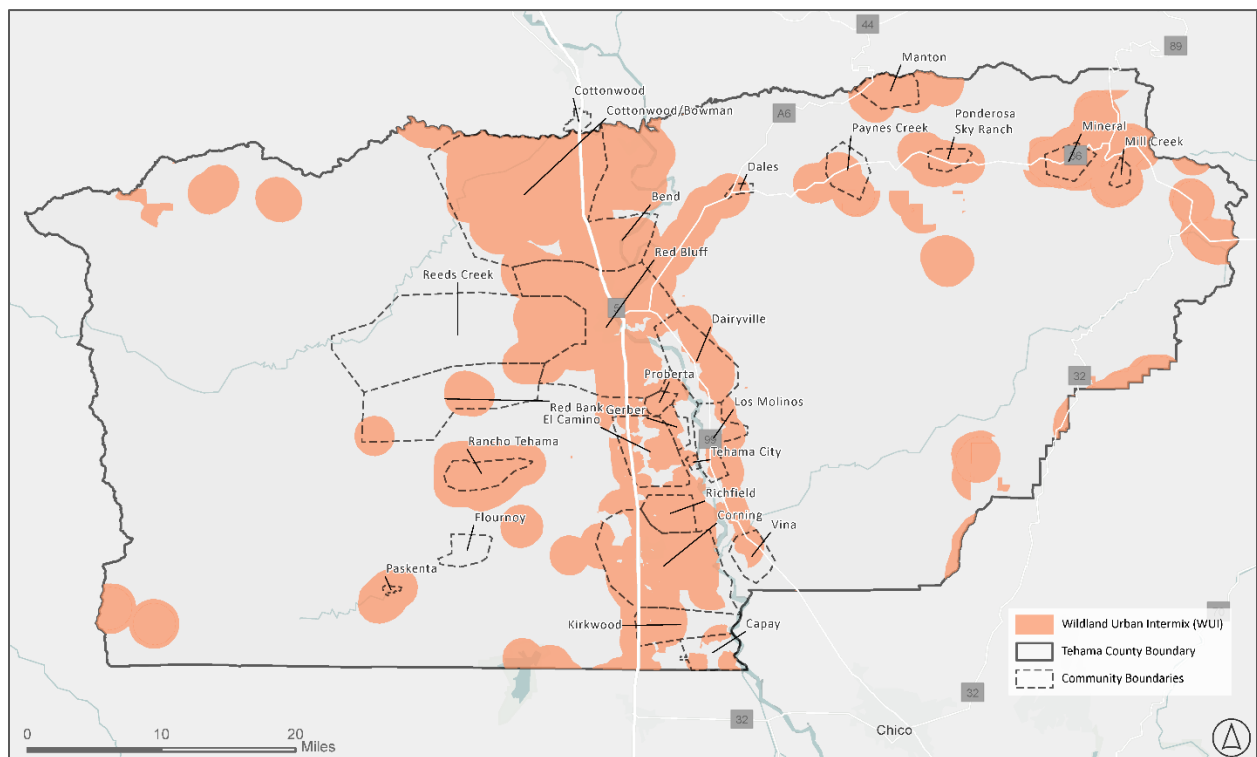 44
89
Manton
Cottonwood
Cottonwood/Bowman
A6
Paynes Creek
Ponderosa
Sky Ranch
Mineral
36
Mill Creek
Dales
Bend
Red Bluff
Reeds Creek
5
Dairyville
Proberta
32
Red Bank
El Camino
Gerber
Los Molinos
99
Rancho Tehama
Tehama City
Richfield
Corning
Flournoy
Vina
Paskenta
Kirkwood
Capay
Wildland Urban Intermix (WUI)
Tehama County Boundary
Community Boundaries
32
32
Chico
0 10 20
Miles